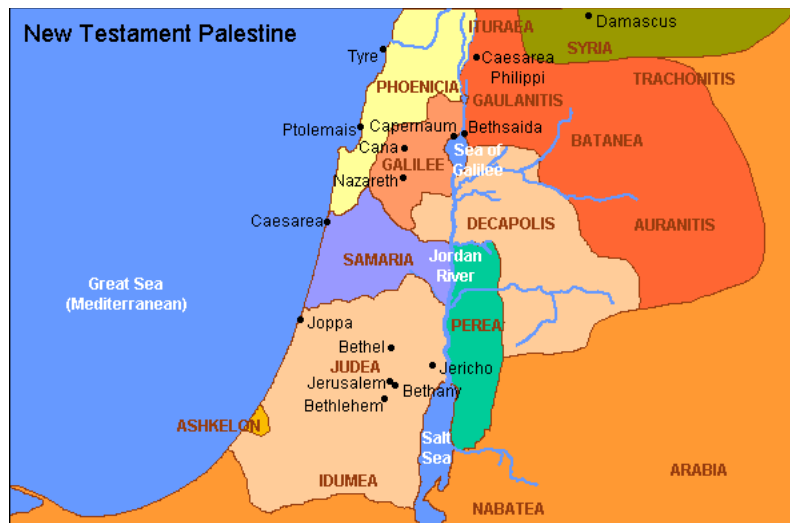 New Testament Palestine
ITURAEA
Damascus
SYRIA
Tyre
Caesarea
Philippi
TRACHONITIS
PHOENICIA
GAULANITIS
Ptolemais
Capernaum
Bethsaida
BATANEA
Cana
Sea of
Galilee
GALILEE
Nazareth
Caesarea
DECAPOLIS
AURANITIS
SAMARIA
Jordan
River
Great Sea
(Mediterranean)
Joppa
PEREA
Bethel
JUDEA
Jericho
Jerusalem
Bethany
Bethlehem
ASHKELON
Salt
Sea
IDUMEA
ARABIA
NABATEA